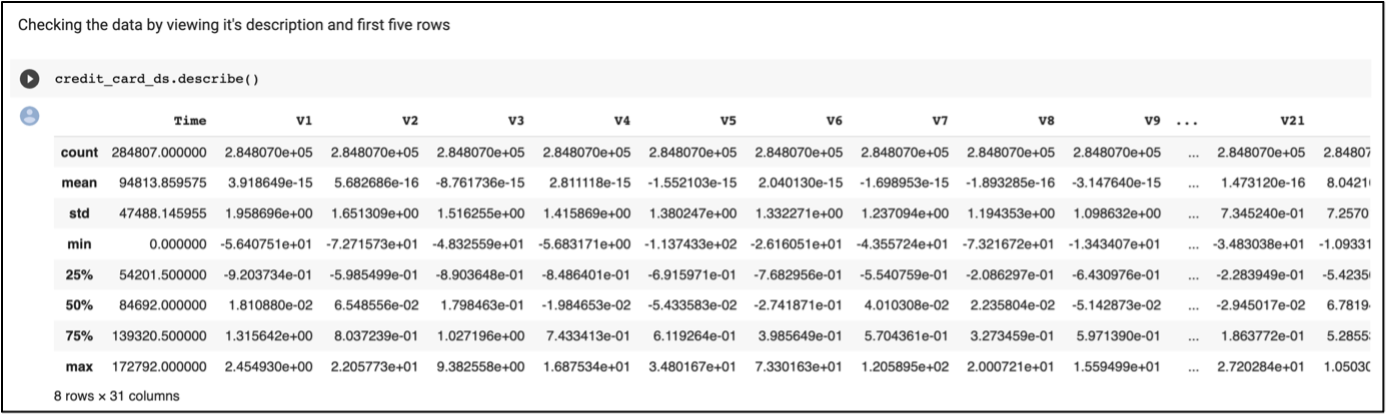 Checking the data by viewing it's description and first five rows
credit_card_ds.describe()
Time V1 V2 V3 V4 V5 V6 V7 V8 V9 ... V21
count 284807.000000 2.848070e+05 2.848070e+05 2.848070e+05 2.848070e+05 2.848070e+05 2.848070e+05 2.848070e+05 2.848070e+05 2.848070e+05 ... 2.848070e+05 2.84807
mean 94813.859575 3.918649e-15 5.682686e-16 -8.761736e-15 2.811118e-15 -1.552103e-15 2.040130e-15 -1.698953e-15 -1.893285e-16 -3.147640e-15 ... 1.473120e-16 8.0421
std 47488.145955 1.958696e+00 1.651309e+00 1.516255e+00 1.415869e+00 1.380247e+00 1.332271e+00 1.237094e+00 1.194353e+00 1.098632e+00 ... 7.345240e-01 7.2570
min 0.000000 -5.640751e+01 -7.271573e+01 -4.832559e+01 -5.683171e+00 -1.137433e+02 -2.616051e+01 -4.355724e+01 -7.321672e+01 -1.343407e+01 ... -3.483038e+01 -1.09331
25% 54201.500000 -9.203734e-01 -5.985499e-01 -8.903648e-01 -8.486401e-01 -6.915971e-01 -7.682956e-01 -5.540759e-01 -2.086297e-01 -6.430976e-01 ... -2.283949e-01 -5.4235
50% 84692.000000 1.810880e-02 6.548556e-02 1.798463e-01 -1.984653e-02 -5.433583e-02 -2.741871e-01 4.010308e-02 2.235804e-02 -5.142873e-02 ... -2.945017e-02 6.7819
75% 139320.500000 1.315642e+00 8.037239e-01 1.027196e+00 7.433413e-01 6.119264e-01 3.985649e-01 5.704361e-01 3.273459e-01 5.971390e-01 ... 1.863772e-01 5.2855
max 172792.000000 2.454930e+00 2.205773e+01 9.382558e+00 1.687534e+01 3.480167e+01 7.330163e+01 1.205895e+02 2.000721e+01 1.559499e+01 ... 2.720284e+01 1.0503
8 rows × 31 columns